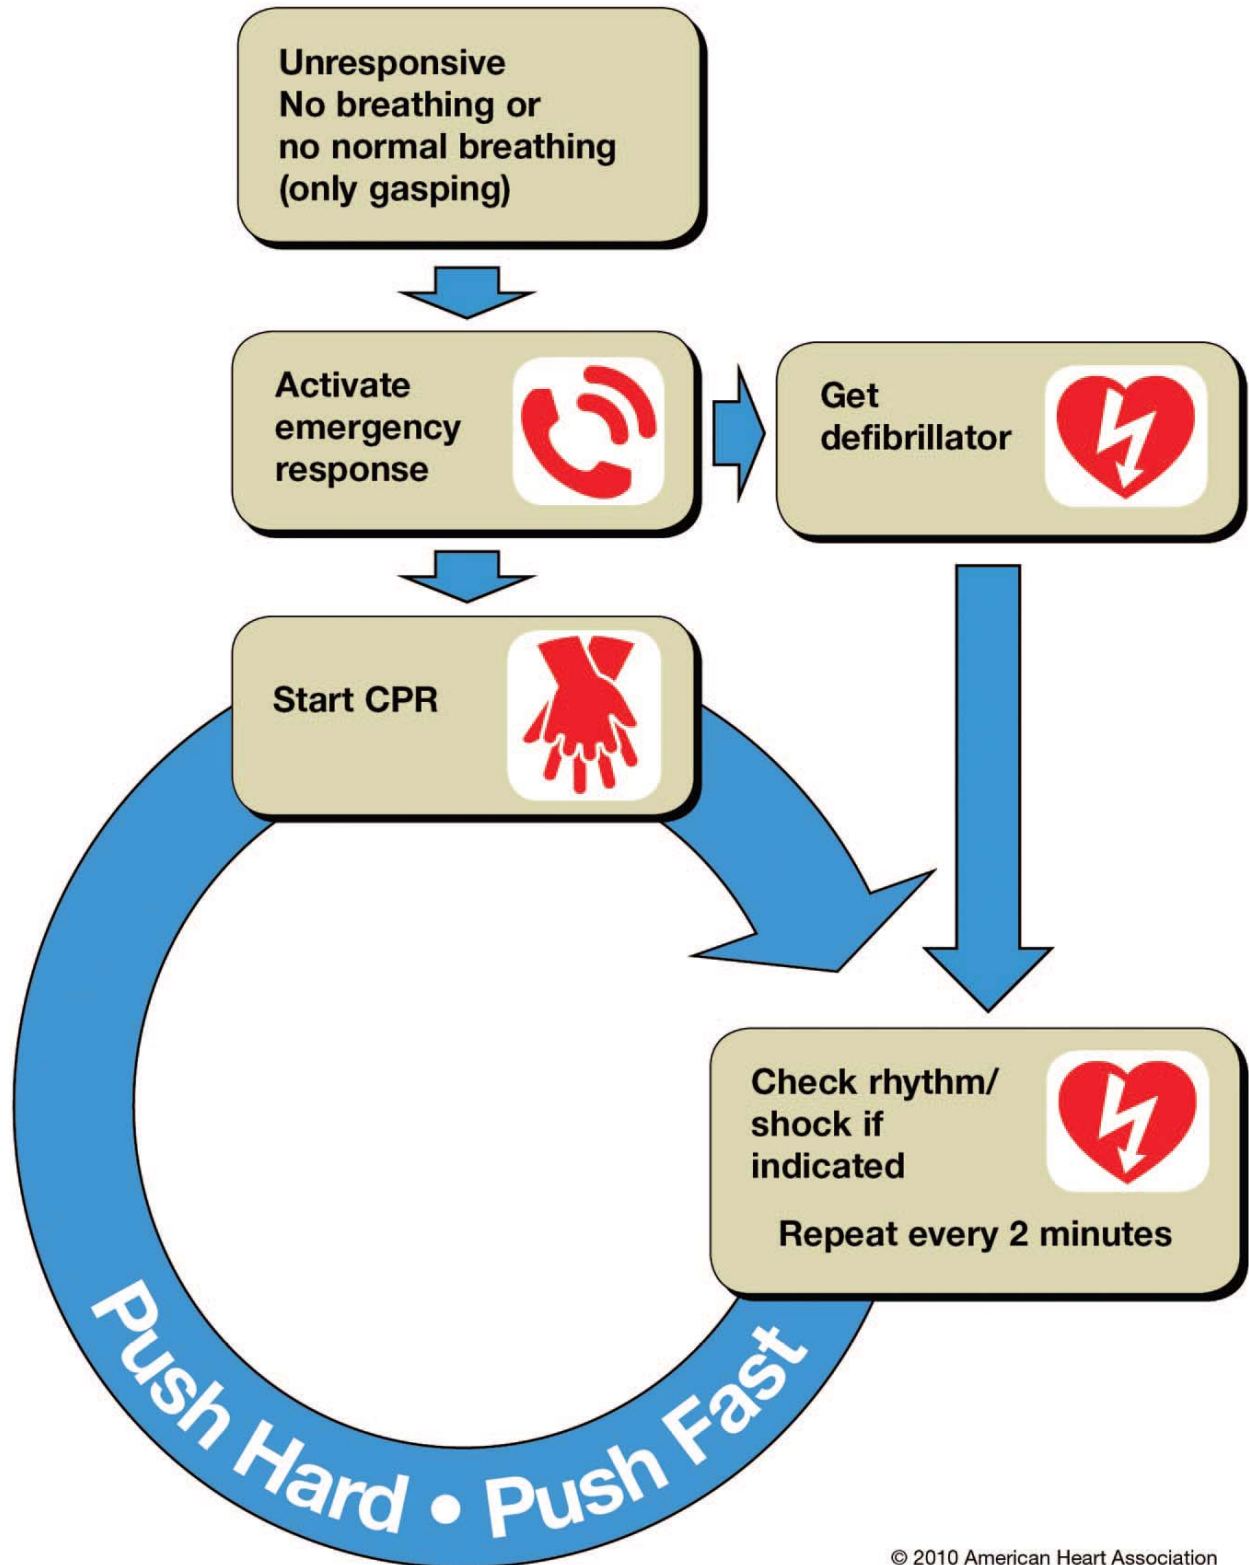 Unresponsive
No breathing or
no normal breathing
(only gasping)
Activate
emergency
response
Get
defibrillator
Start CPR
Check rhythm/
shock if
indicated
Repeat every 2 minutes
Push Hard • Push Fast
© 2010 American Heart Association